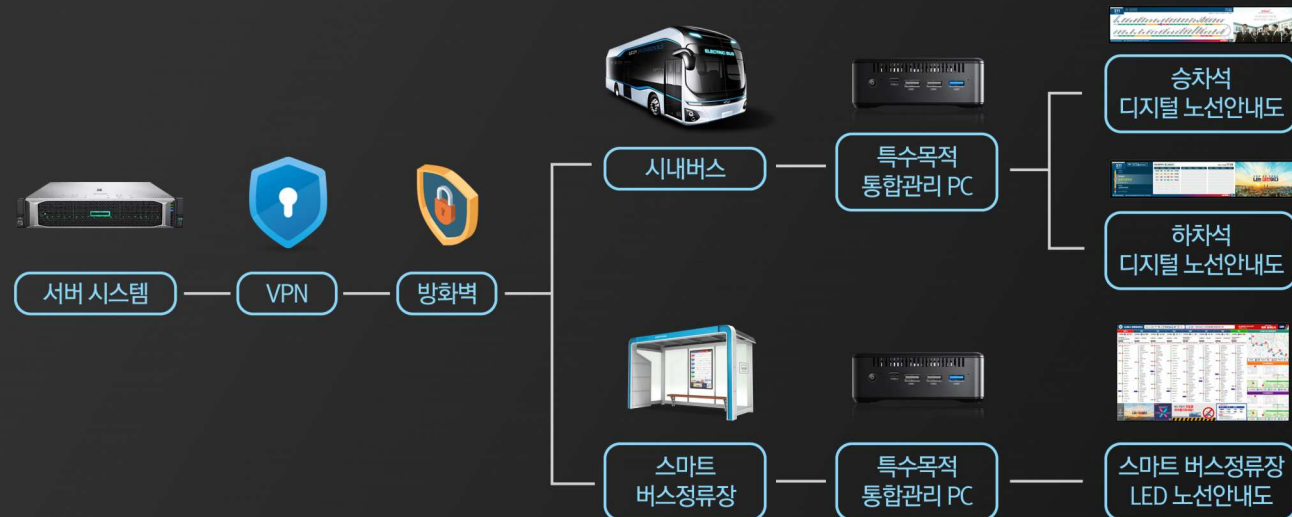 서버 시스템
VPN
방화벽
ELECTRIC BUS
시내버스
특수목적
통합관리 PC
승차석
디지털 노선안내도
하차석
디지털 노선안내도
스마트
버스정류장
특수목적
통합관리 PC
스마트 버스정류장
LED 노선안내도